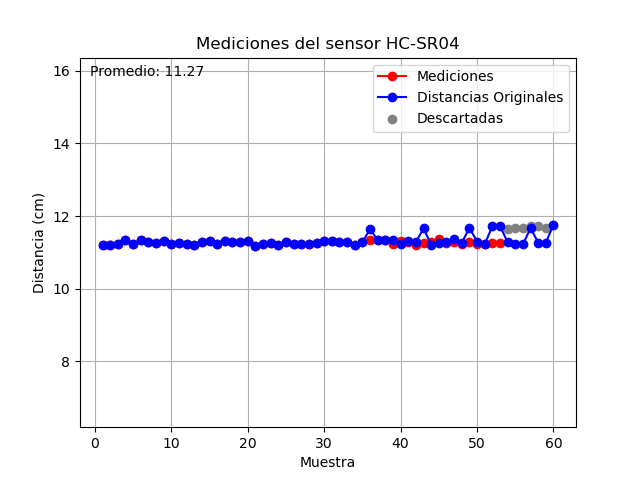 Mediciones del sensor HC-SR04
Promedio: 11.27
Mediciones
Distancias Originales
Descartadas
16
14
12
10
8
Distancia (cm)
0 10 20 30 40 50 60
Muestra